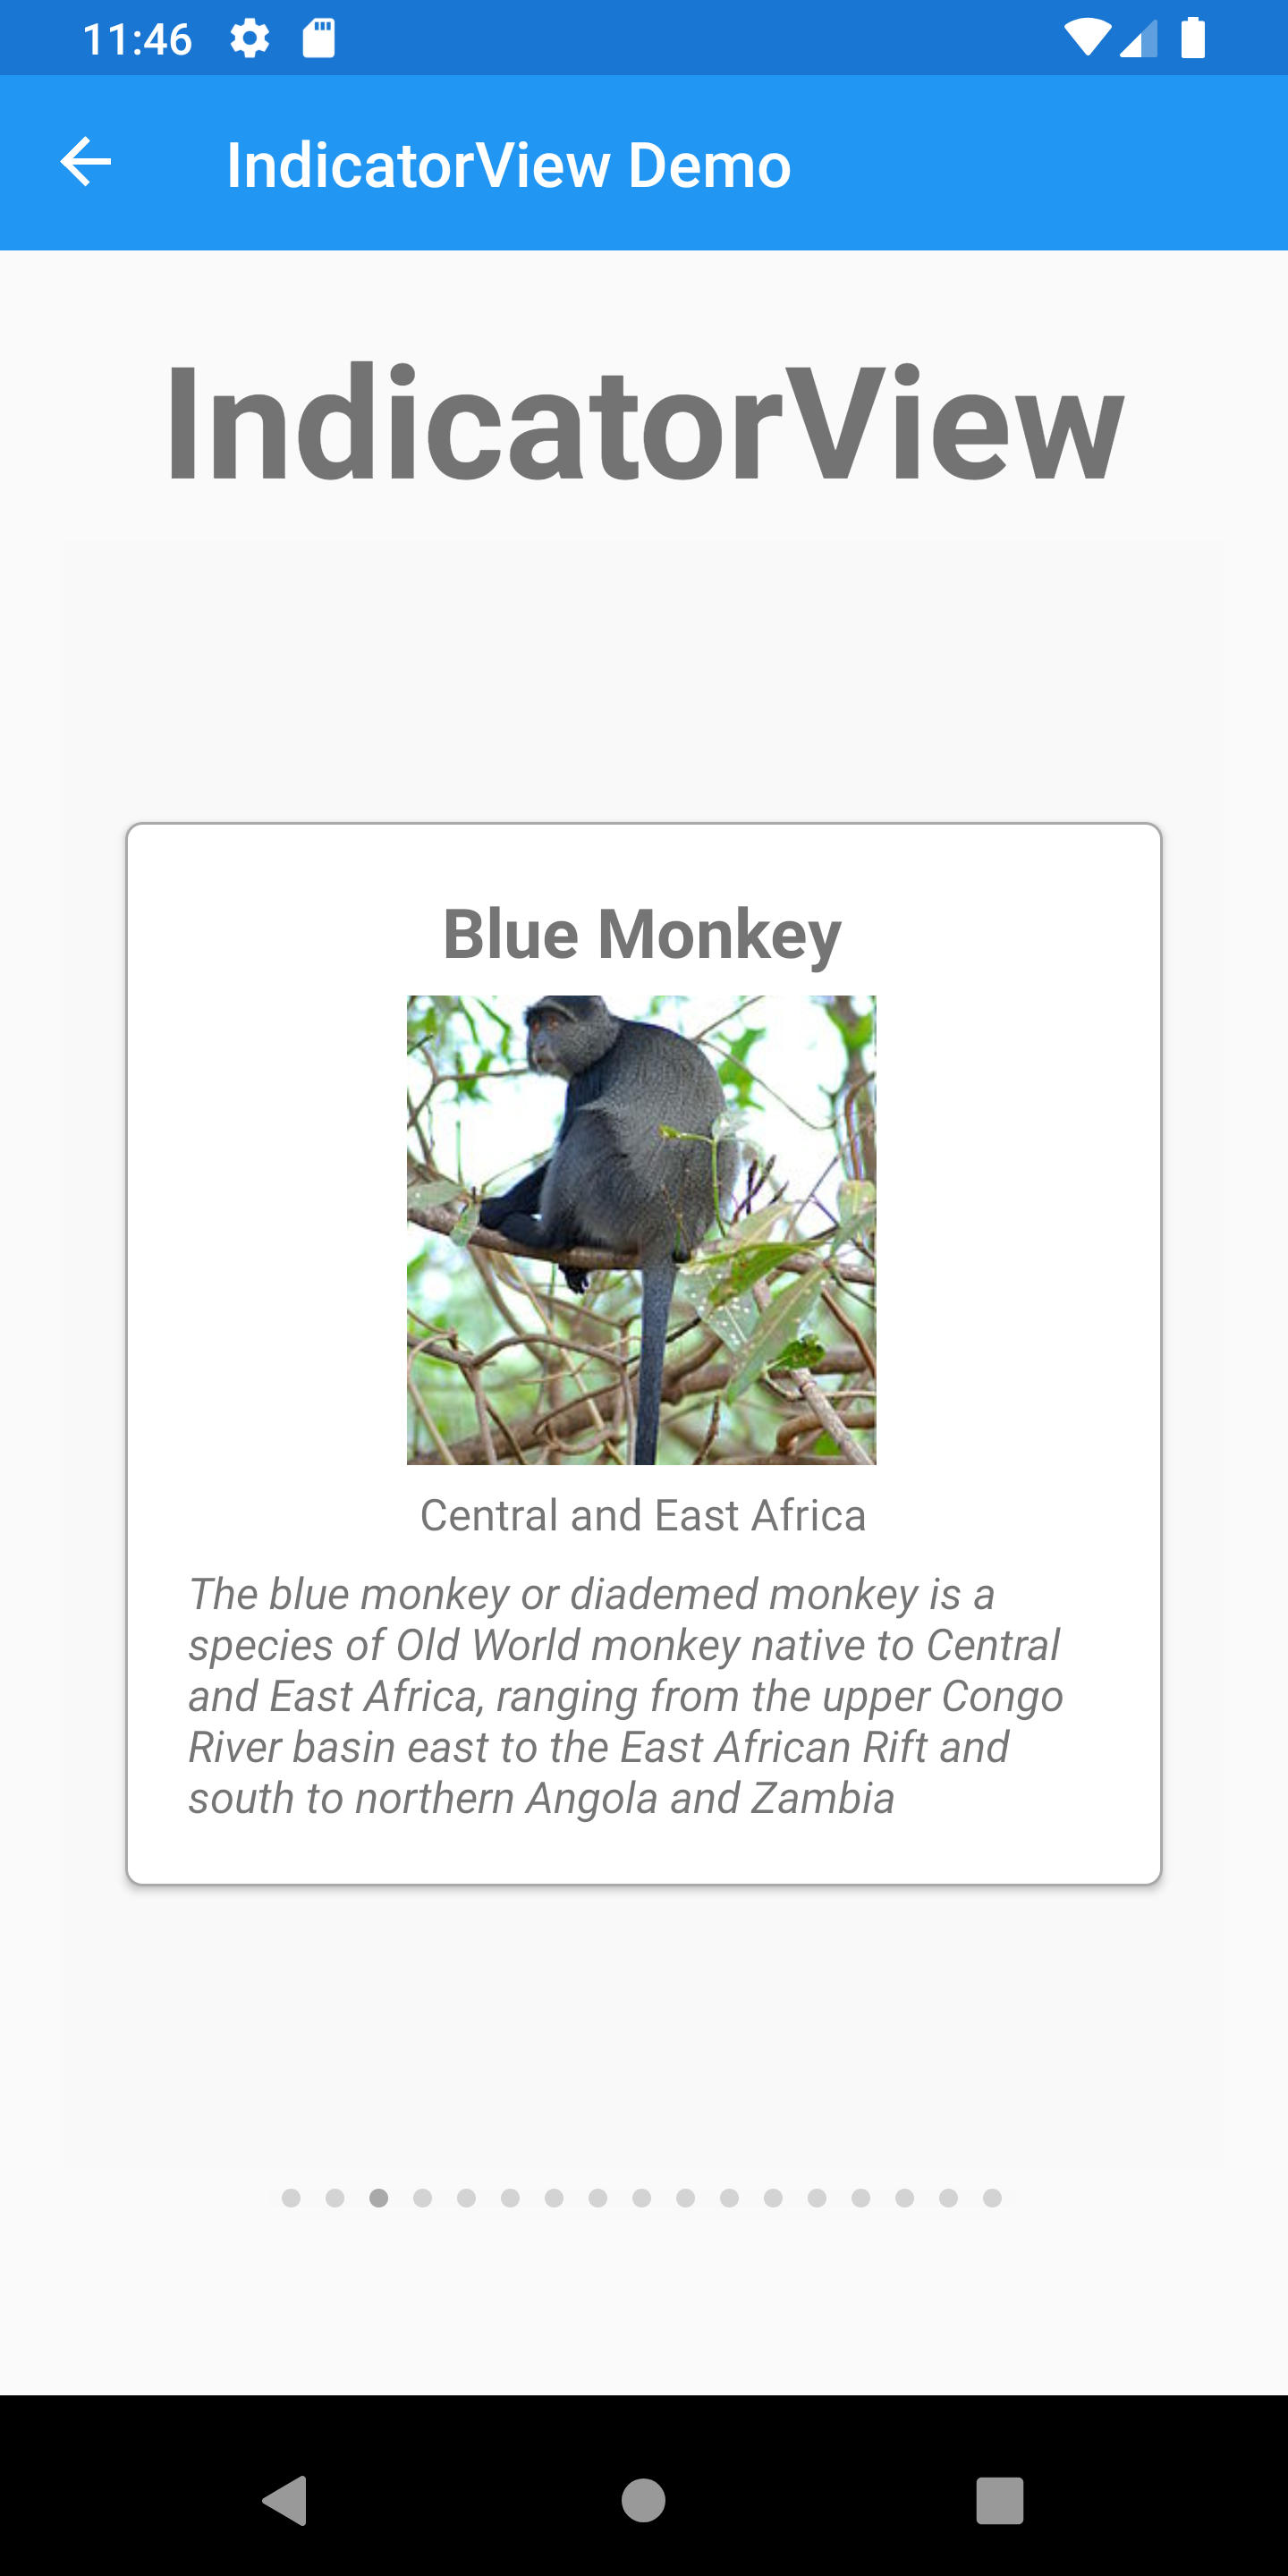 11:46
IndicatorView Demo
IndicatorView
Blue Monkey
Central and East Africa
The blue monkey or diademed monkey is a
species of Old World monkey native to Central
and East Africa, ranging from the upper Congo
River basin east to the East African Rift and
south to northern Angola and Zambia